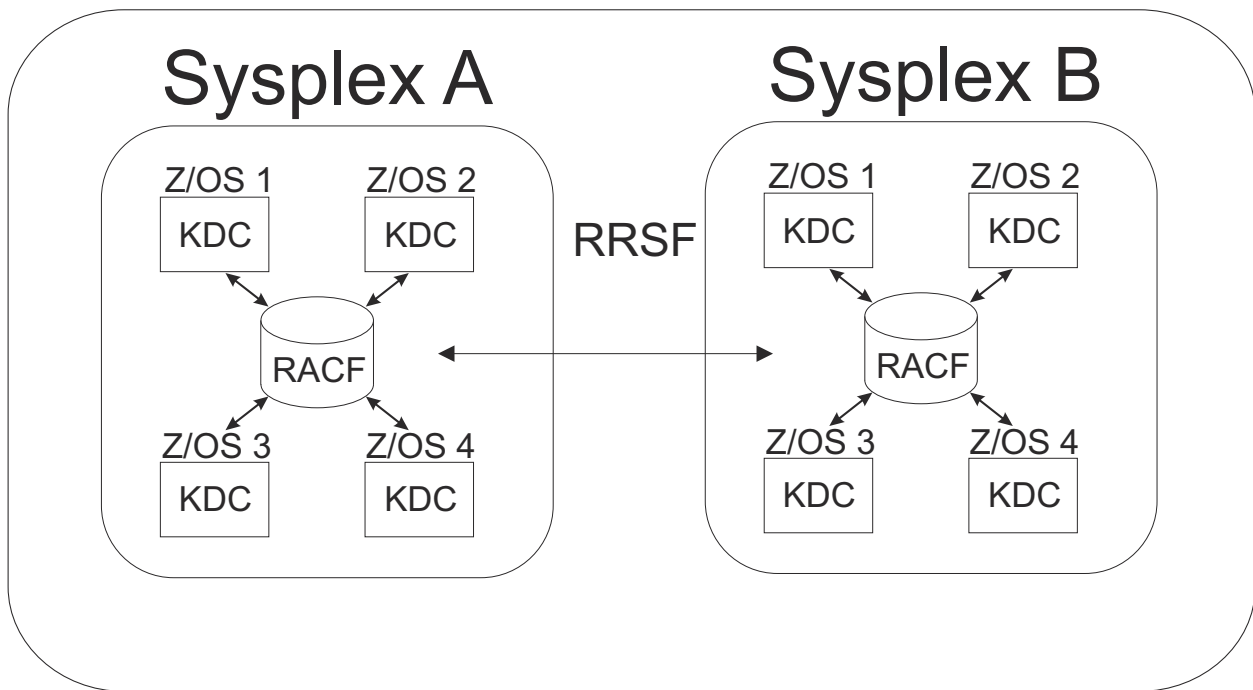 Sysplex A
Sysplex B
Z/OS 1
Z/OS 2
KDC
KDC
RACF
Z/OS 3
Z/OS 4
KDC
KDC
RRSF
Z/OS 1
Z/OS 2
KDC
KDC
RACF
Z/OS 3
Z/OS 4
KDC
KDC